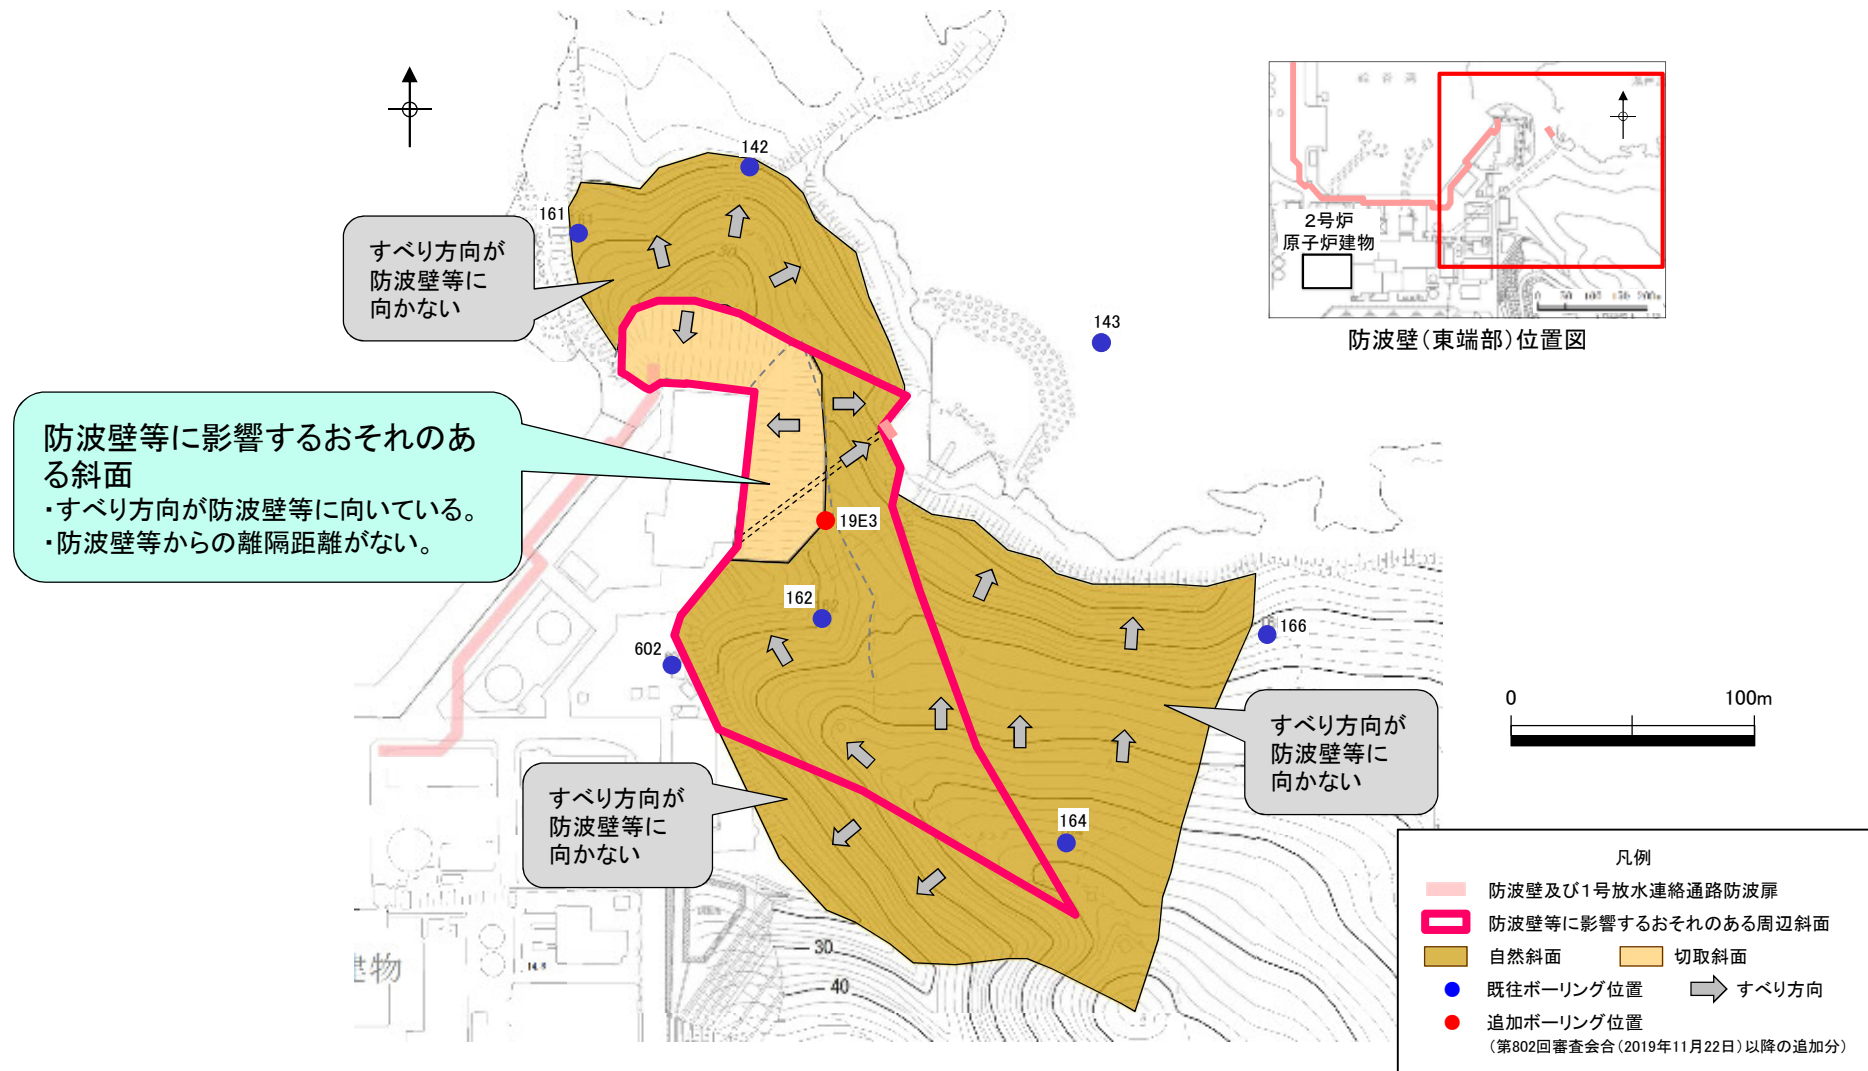 142
161
すべり方向が
防波壁等に
向かない
30
143
2号炉
原子炉建物
0 50 100 150 200m
防波壁(東端部)位置図
防波壁等に影響するおそれのあ
る斜面
・すべり方向が防波壁等に向いている。
・防波壁等からの離隔距離がない。
19E3
162
602
166
0 100m
すべり方向が
防波壁等に
向かない
すべり方向が
防波壁等に
向かない
164
30
40
14.8
物
凡例
防波壁及び1号放水連絡通路防波扉
防波壁等に影響するおそれのある周辺斜面
自然斜面 切取斜面
既往ボーリング位置 すべり方向
追加ボーリング位置
(第802回審査会合(2019年11月22日)以降の追加分)